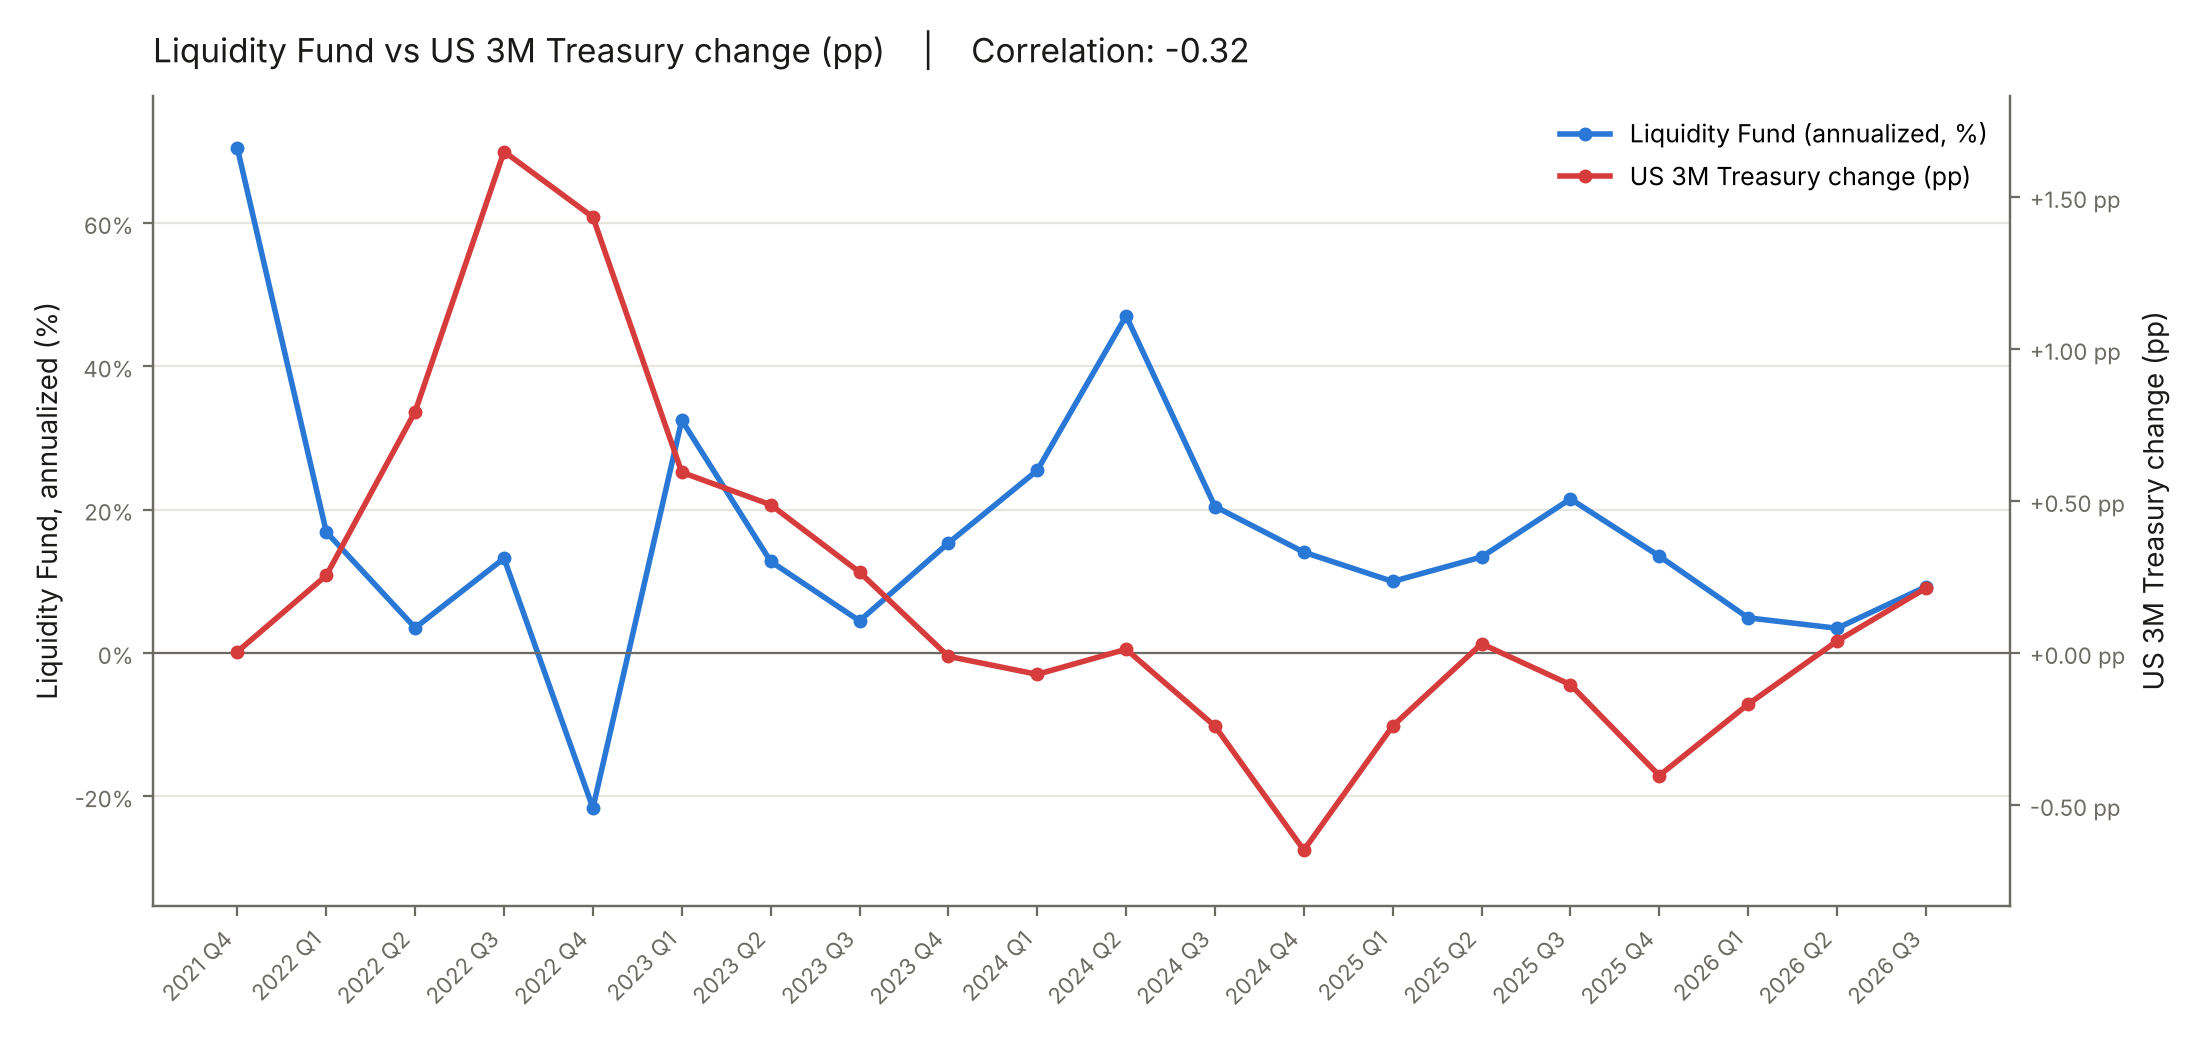 Liquidity Fund vs US 3M Treasury change (pp) | Correlation: -0.32
Liquidity Fund (annualized, %)
US 3M Treasury change (pp)
Liquidity Fund, annualized (%)
60%
40%
20%
0%
-20%
+1.50 pp
+1.00 pp
+0.50 pp
+0.00 pp
-0.50 pp
US 3M Treasury change (pp)
2021 Q4
2022 Q1
2022 Q2
2022 Q3
2022 Q4
2023 Q1
2023 Q2
2023 Q3
2023 Q4
2024 Q1
2024 Q2
2024 Q3
2024 Q4
2025 Q1
2025 Q2
2025 Q3
2025 Q4
2026 Q1
2026 Q2
2026 Q3